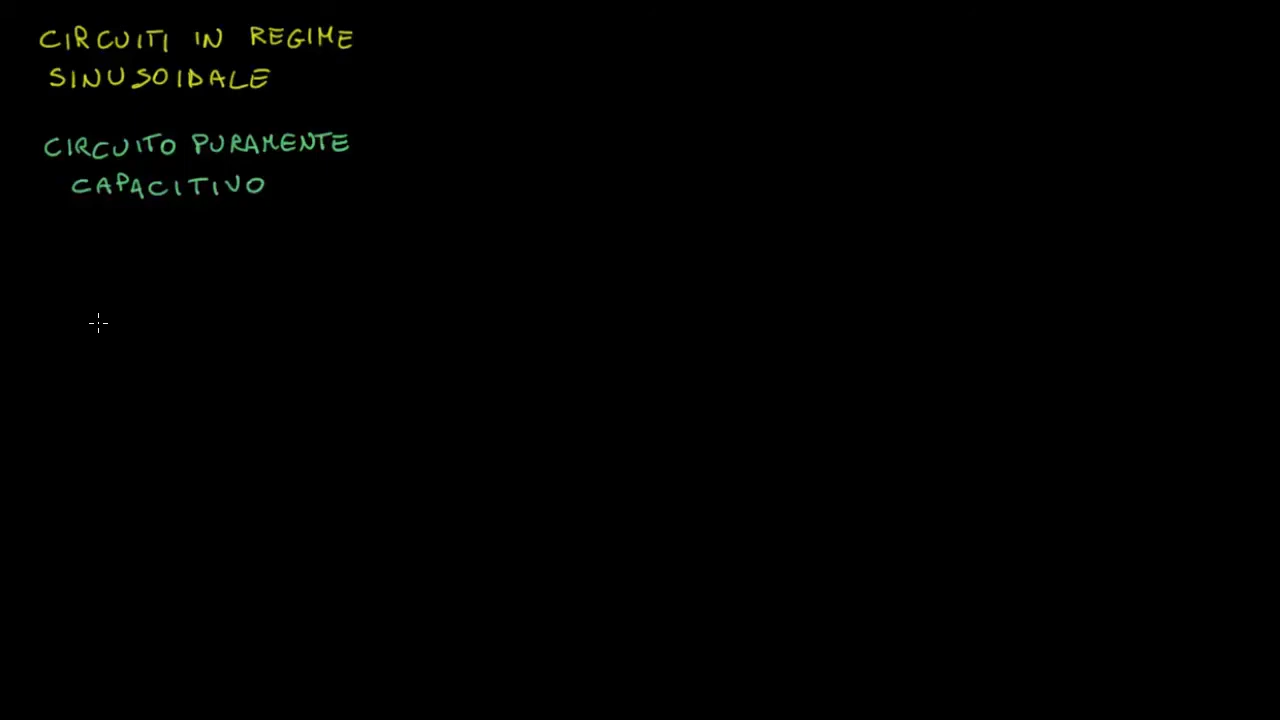 CIRCUITI IN REGIME
SINUSOIDALE
CIRCUITO PURAMENTE
CAPACITIVO